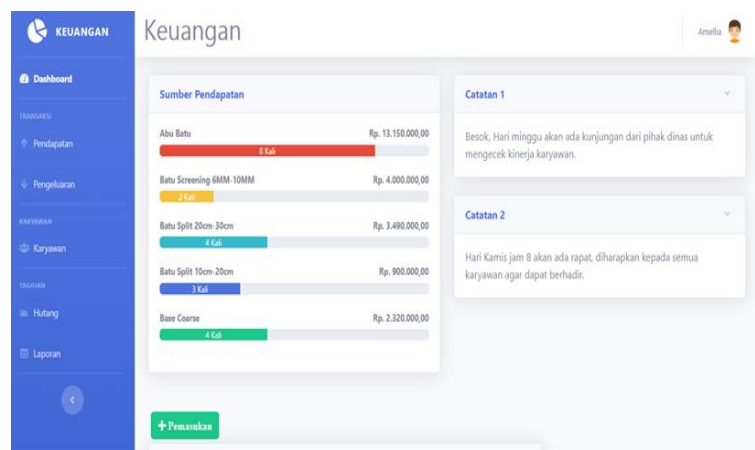 KEUANGAN
Dashboard
TRANSAKSI
Pendapatan
Pengeluaran
KARYAWAN
Karyawan
TAGIHAN
Hutang
Laporan
Keuangan
Amellia
Sumber Pendapatan
Abu Batu Rp. 13.150.000,00
8 Kali
Batu Screening 6MM-10MM Rp. 4.000.000,00
2 Kali
Batu Split 20cm-30cm Rp. 3.490.000,00
4 Kali
Batu Split 10cm-20cm Rp. 900.000,00
3 Kali
Base Coarse Rp. 2.320.000,00
4 Kali
+ Pemasukan
Catatan 1
Besok, Hari minggu akan ada kunjungan dari pihak dinas untuk
mengecek kinerja karyawan.
Catatan 2
Hari Kamis jam 8 akan ada rapat, diharapkan kepada semua
karyawan agar dapat berhadir.